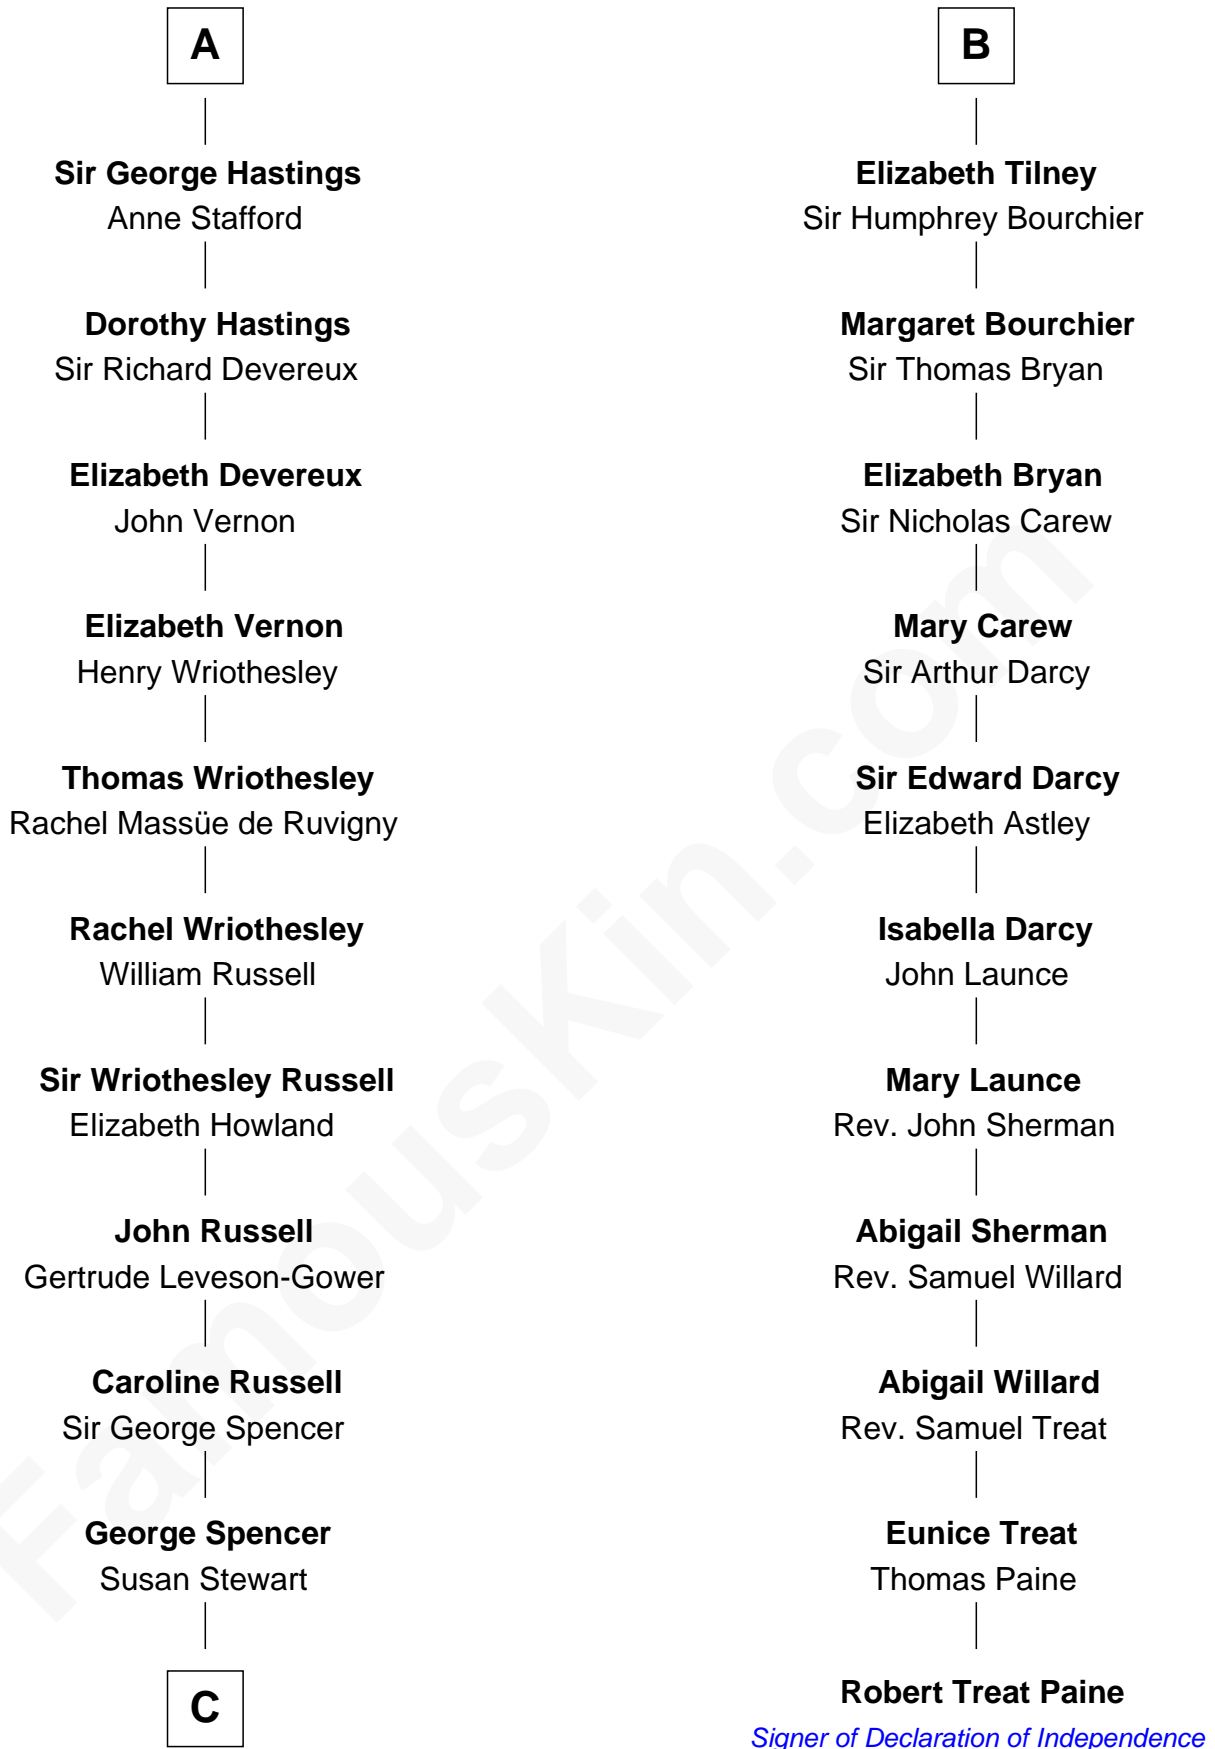 A
Sir George Hastings
Anne Stafford
Dorothy Hastings
Sir Richard Devereux
Elizabeth Devereux
John Vernon
Elizabeth Vernon
Henry Wriothesley
Thomas Wriothesley
Rachel Massüe de Ruvigny
Rachel Wriothesley
William Russell
Sir Wriothesley Russell
Elizabeth Howland
John Russell
Gertrude Leveson-Gower
Caroline Russell
Sir George Spencer
George Spencer
Susan Stewart
C
B
Elizabeth Tilney
Sir Humphrey Bourchier
Margaret Bourchier
Sir Thomas Bryan
Elizabeth Bryan
Sir Nicholas Carew
Mary Carew
Sir Arthur Darcy
Sir Edward Darcy
Elizabeth Astley
Isabella Darcy
John Launce
Mary Launce
Rev. John Sherman
Abigail Sherman
Rev. Samuel Willard
Abigail Willard
Rev. Samuel Treat
Eunice Treat
Thomas Paine
Robert Treat Paine
Signer of Declaration of Independence
FamousKin.com